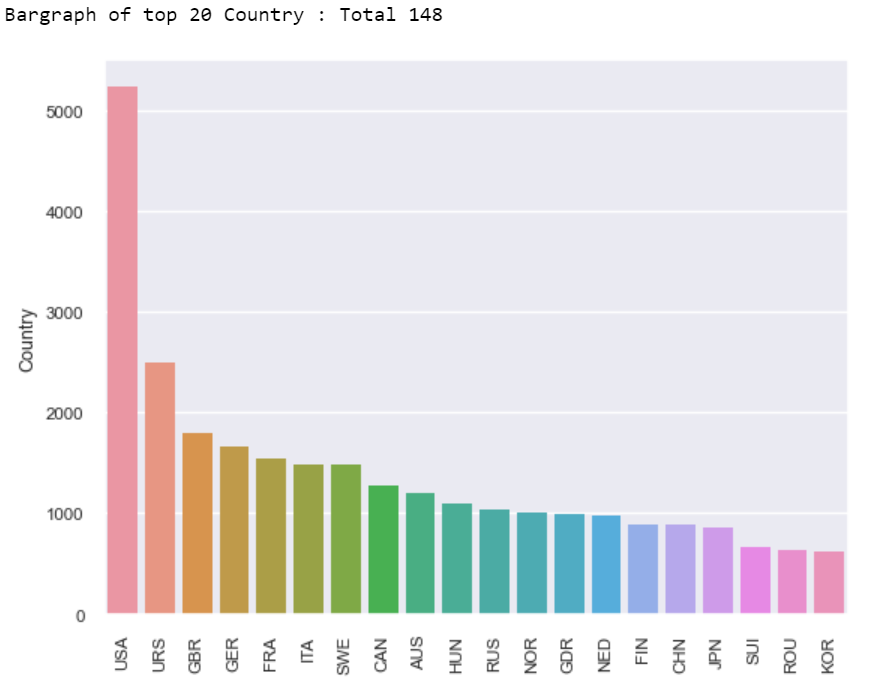 Bargraph of top 20 Country : Total 148
5000
4000
3000
2000
1000
0
Country
USA
URS
GBR
GER
FRA
ITA
SWE
CAN
AUS
HUN
RUS
NOR
GDR
NED
FIN
CHN
JPN
SUI
ROU
KOR